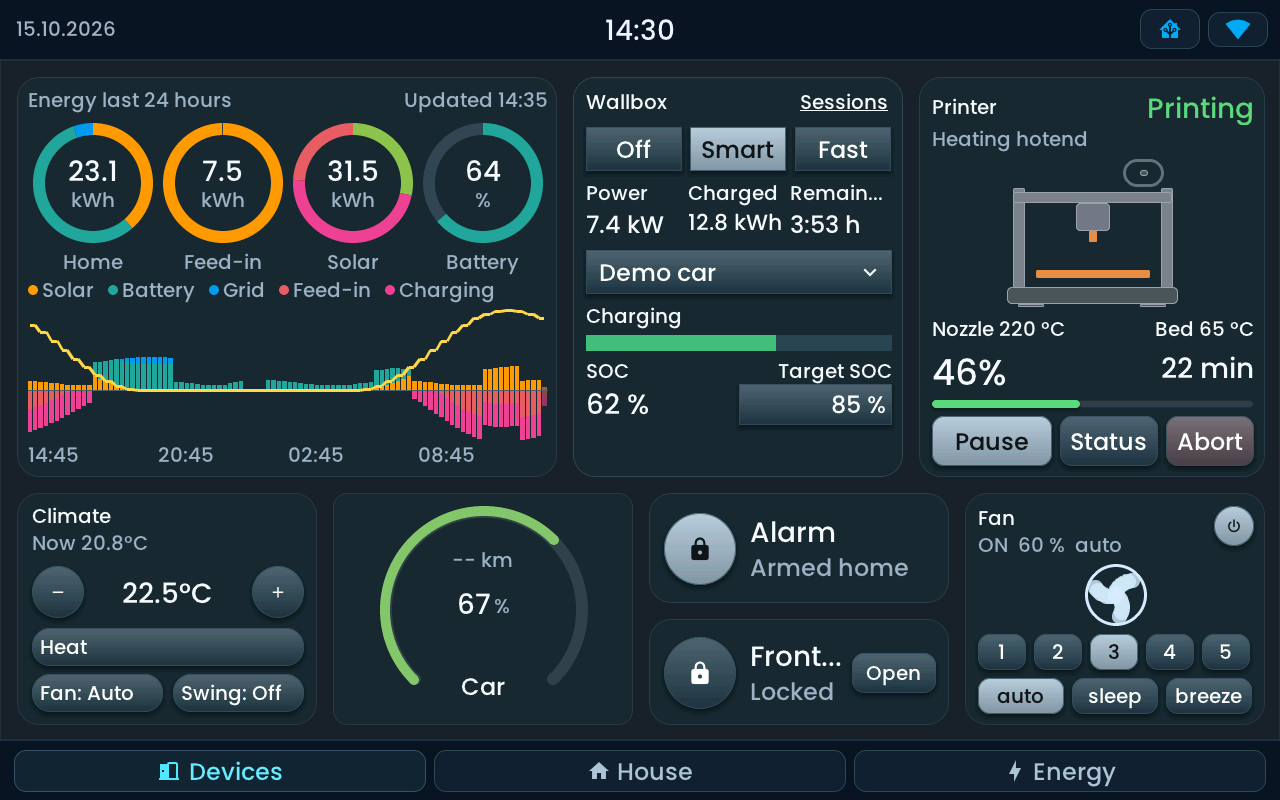 15.10.2026
14:30
Energy last 24 hours
Updated 14:35
23.1 kWh
7.5 kWh
31.5 kWh
64 %
Home
Feed-in
Solar
Battery
Solar Battery Grid Feed-in Charging
14:45 20:45 02:45 08:45
Wallbox
Sessions
Off Smart Fast
Power Charged Remain...
7.4 kW 12.8 kWh 3:53 h
Demo car
Charging
SOC Target SOC
62 % 85 %
Printer
Printing
Heating hotend
Nozzle 220 °C Bed 65 °C
46% 22 min
Pause Status Abort
Climate
Now 20.8°C
− 22.5°C +
Heat
Fan: Auto Swing: Off
-- km
67 %
Car
Alarm
Armed home
Front...
Locked
Open
Fan
ON 60 % auto
1 2 3 4 5
auto sleep breeze
Devices House Energy